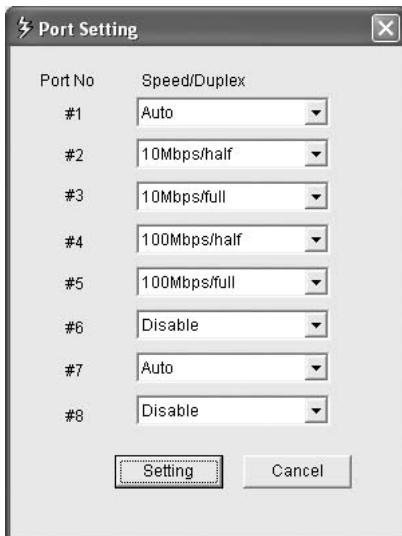 Port Setting
Port No Speed/Duplex
#1 Auto
#2 10Mbps/half
#3 10Mbps/full
#4 100Mbps/half
#5 100Mbps/full
#6 Disable
#7 Auto
#8 Disable
Setting Cancel